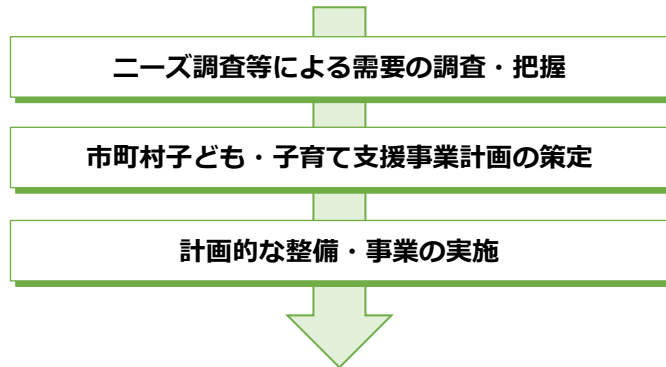 ニーズ調査等による需要の調査・把握
市町村子ども・子育て支援事業計画の策定
計画的な整備・事業の実施